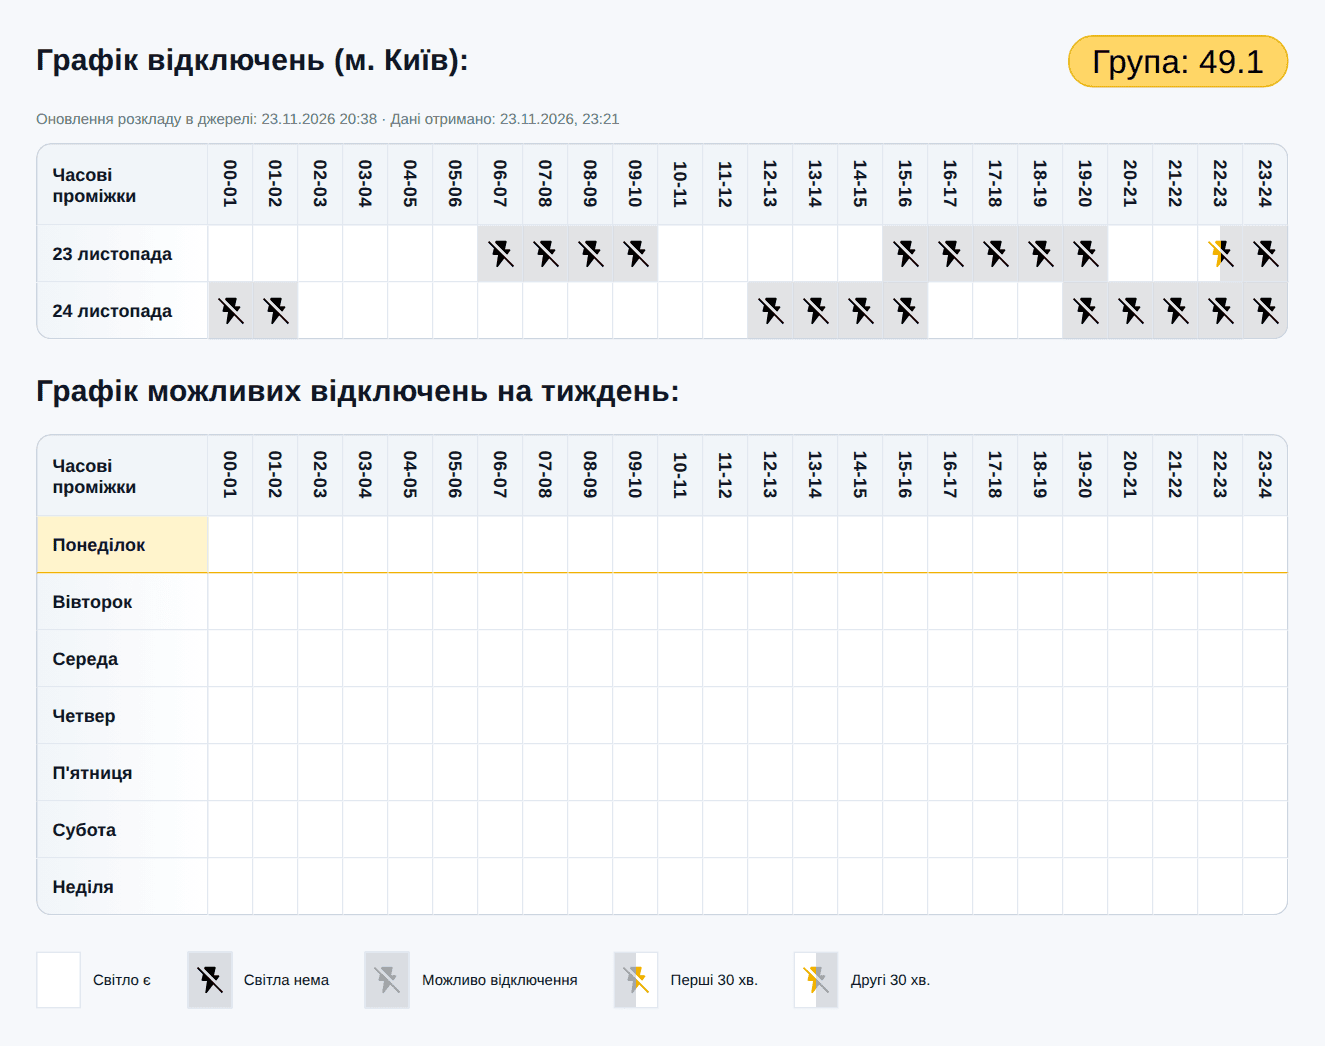 Графік відключень (м. Київ):
Група: 49.1
Оновлення розкладу в джерелі: 23.11.2026 20:38 · Дані отримано: 23.11.2026, 23:21
Часові проміжки 00-01 01-02 02-03 03-04 04-05 05-06 06-07 07-08 08-09 09-10 10-11 11-12 12-13 13-14 14-15 15-16 16-17 17-18 18-19 19-20 20-21 21-22 22-23 23-24
23 листопада
24 листопада
Графік можливих відключень на тиждень:
Часові проміжки 00-01 01-02 02-03 03-04 04-05 05-06 06-07 07-08 08-09 09-10 10-11 11-12 12-13 13-14 14-15 15-16 16-17 17-18 18-19 19-20 20-21 21-22 22-23 23-24
Понеділок
Вівторок
Середа
Четвер
П'ятниця
Субота
Неділя
Світло є Світла нема Можливо відключення Перші 30 хв. Другі 30 хв.